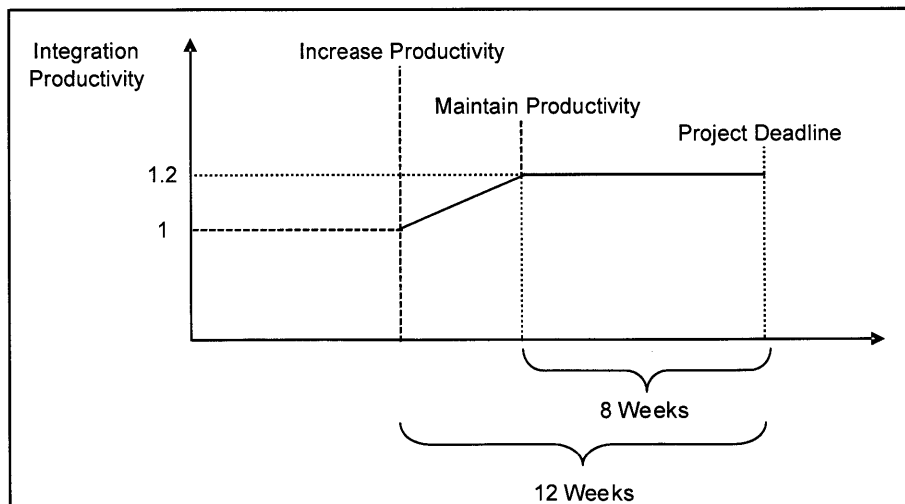 Integration
Productivity
Increase Productivity
Maintain Productivity
Project Deadline
1.2
1
8 Weeks
12 Weeks